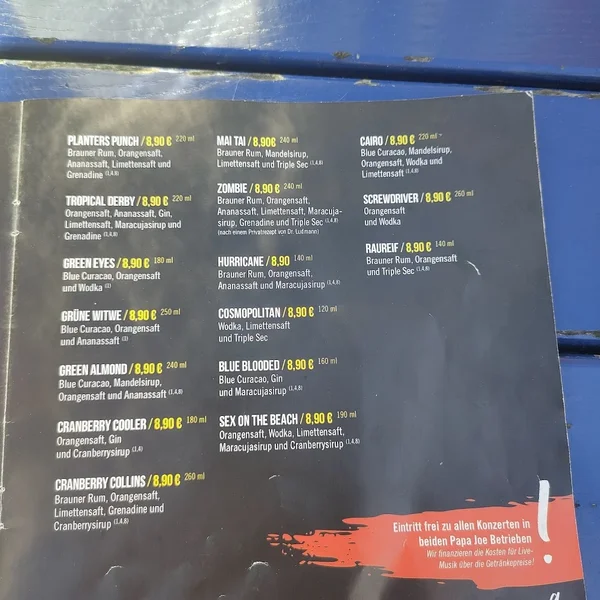 PLANTERS PUNCH / 8,90 € 220 ml
Brauner Rum, Orangensaft,
Ananassaft, Limettensaft und
Grenadine (1,4,8)
TROPICAL DERBY / 8,90 € 220 ml
Orangensaft, Ananassaft, Gin,
Limettensaft, Maracujasirup und
Grenadine (1,4,8)
GREEN EYES / 8,90 € 180 ml
Blue Curacao, Orangensaft
und Wodka (2)
GRÜNE WITWE / 8,90 € 250 ml
Blue Curacao, Orangensaft
und Ananassaft (2)
GREEN ALMOND / 8,90 € 240 ml
Blue Curacao, Mandelsirup,
Orangensaft und Ananassaft (1,4,8)
CRANBERRY COOLER / 8,90 € 180 ml
Orangensaft, Gin
und Cranberrysirup (1,4)
CRANBERRY COLLINS / 8,90 € 260 ml
Brauner Rum, Orangensaft,
Limettensaft, Grenadine und
Cranberrysirup (1,4,8)
MAI TAI / 8,90€ 240 ml
Brauner Rum, Mandelsirup,
Limettensaft und Triple Sec (1,4,8)
ZOMBIE / 8,90 € 240 ml
Brauner Rum, Orangensaft,
Ananassaft, Limettensaft, Maracuja-
sirup, Grenadine und Triple Sec (1,4,8)
(nach einem Privatrezept von Dr. Ludmann)
HURRICANE / 8,90 140 ml
Brauner Rum, Orangensaft,
Ananassaft und Maracujasirup (1,4,8)
COSMOPOLITAN / 8,90 € 120 ml
Wodka, Limettensaft
und Triple Sec
BLUE BLOODED / 8,90 € 160 ml
Blue Curacao, Gin
und Maracujasirup (1,4,8)
SEX ON THE BEACH / 8,90 € 190 ml
Orangensaft, Wodka, Limettensaft,
Maracujasirup und Cranberrysirup (1,4,8)
CAIRO / 8,90 € 220 ml
Blue Curacao, Mandelsirup,
Orangensaft, Wodka und
Limettensaft (1,4,8)
SCREWDRIVER / 8,90 € 260 ml
Orangensaft
und Wodka
RAUREIF / 8,90 € 140 ml
Brauner Rum, Orangensaft
und Triple Sec (1,4,8)
Eintritt frei zu allen Konzerten in
beiden Papa Joe Betrieben
Wir finanzieren die Kosten für Live-
Musik über die Getränkepreise!
!